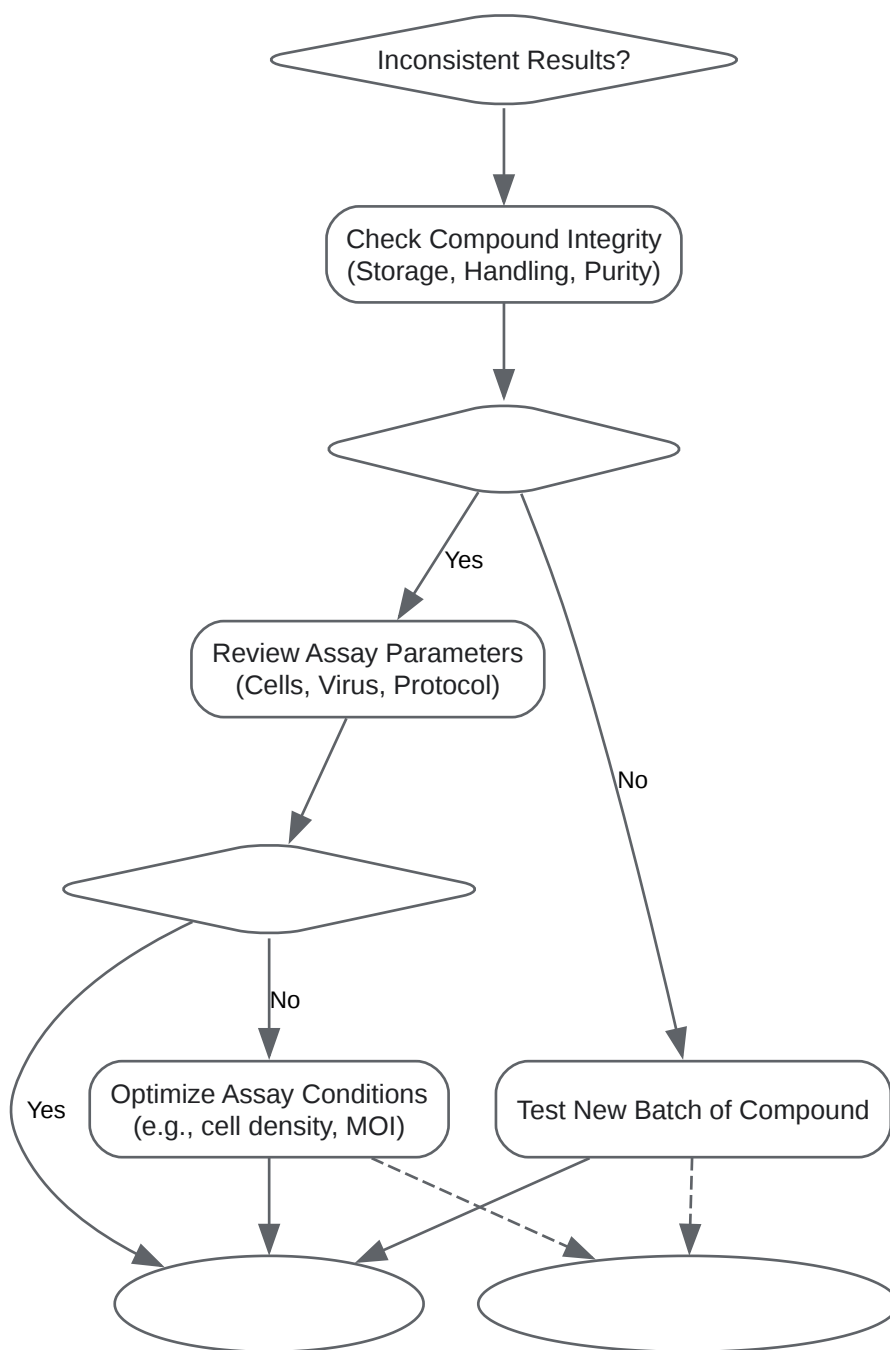 Inconsistent Results?
Check Compound Integrity
(Storage, Handling, Purity)
Yes
Review Assay Parameters
(Cells, Virus, Protocol)
No
No
Yes
Optimize Assay Conditions
(e.g., cell density, MOI)
Test New Batch of Compound